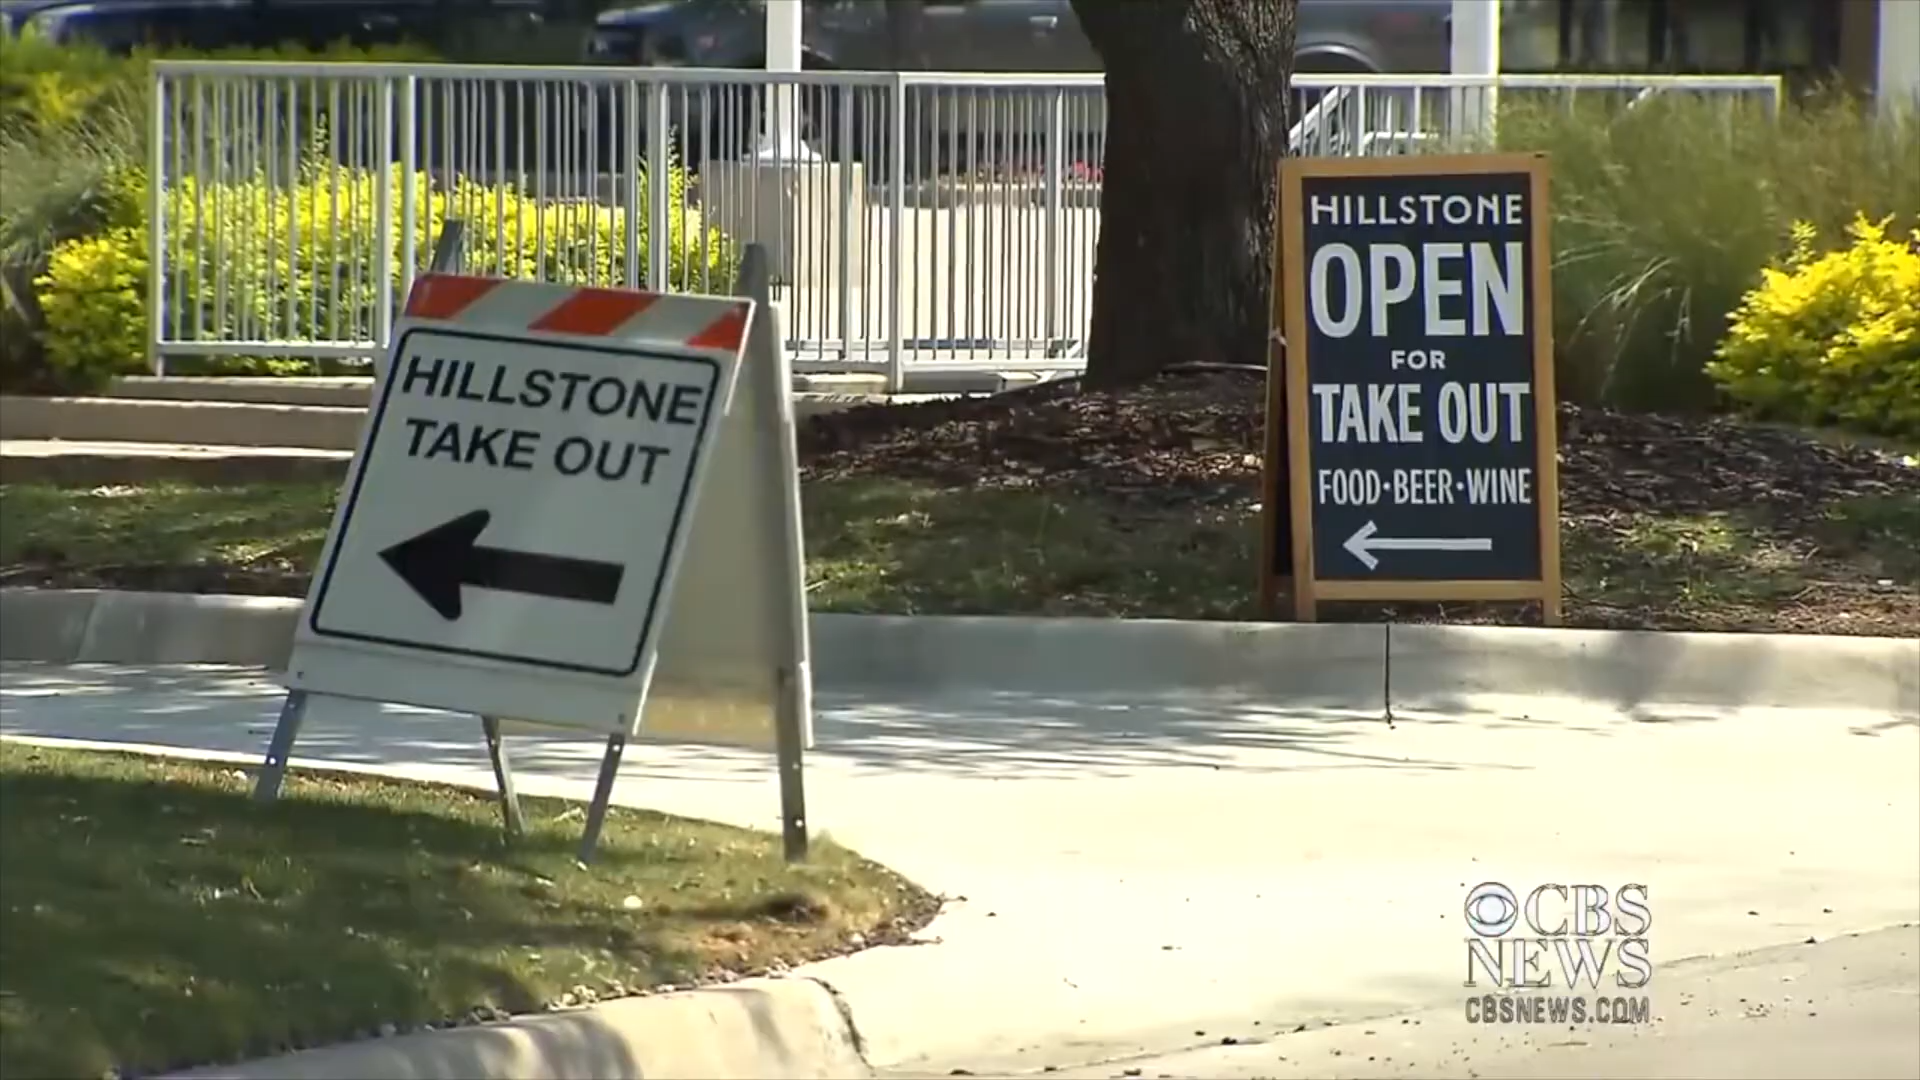 HILLSTONE
TAKE OUT
HILLSTONE
OPEN
FOR
TAKE OUT
FOOD·BEER·WINE
CBS
NEWS
CBSNEWS.COM